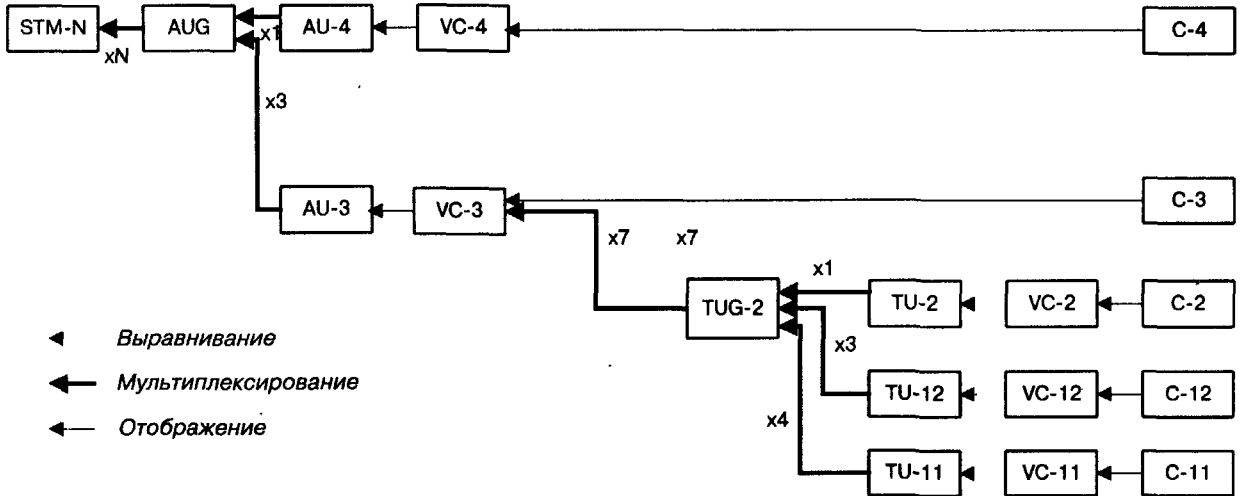 STM-N
AUG
AU-4
VC-4
C-4
xN
x1
x3
AU-3
VC-3
C-3
x7
x7
TUG-2
x1
TU-2
VC-2
C-2
x3
TU-12
VC-12
C-12
x4
TU-11
VC-11
C-11
Выравнивание
Мультиплексирование
Отображение